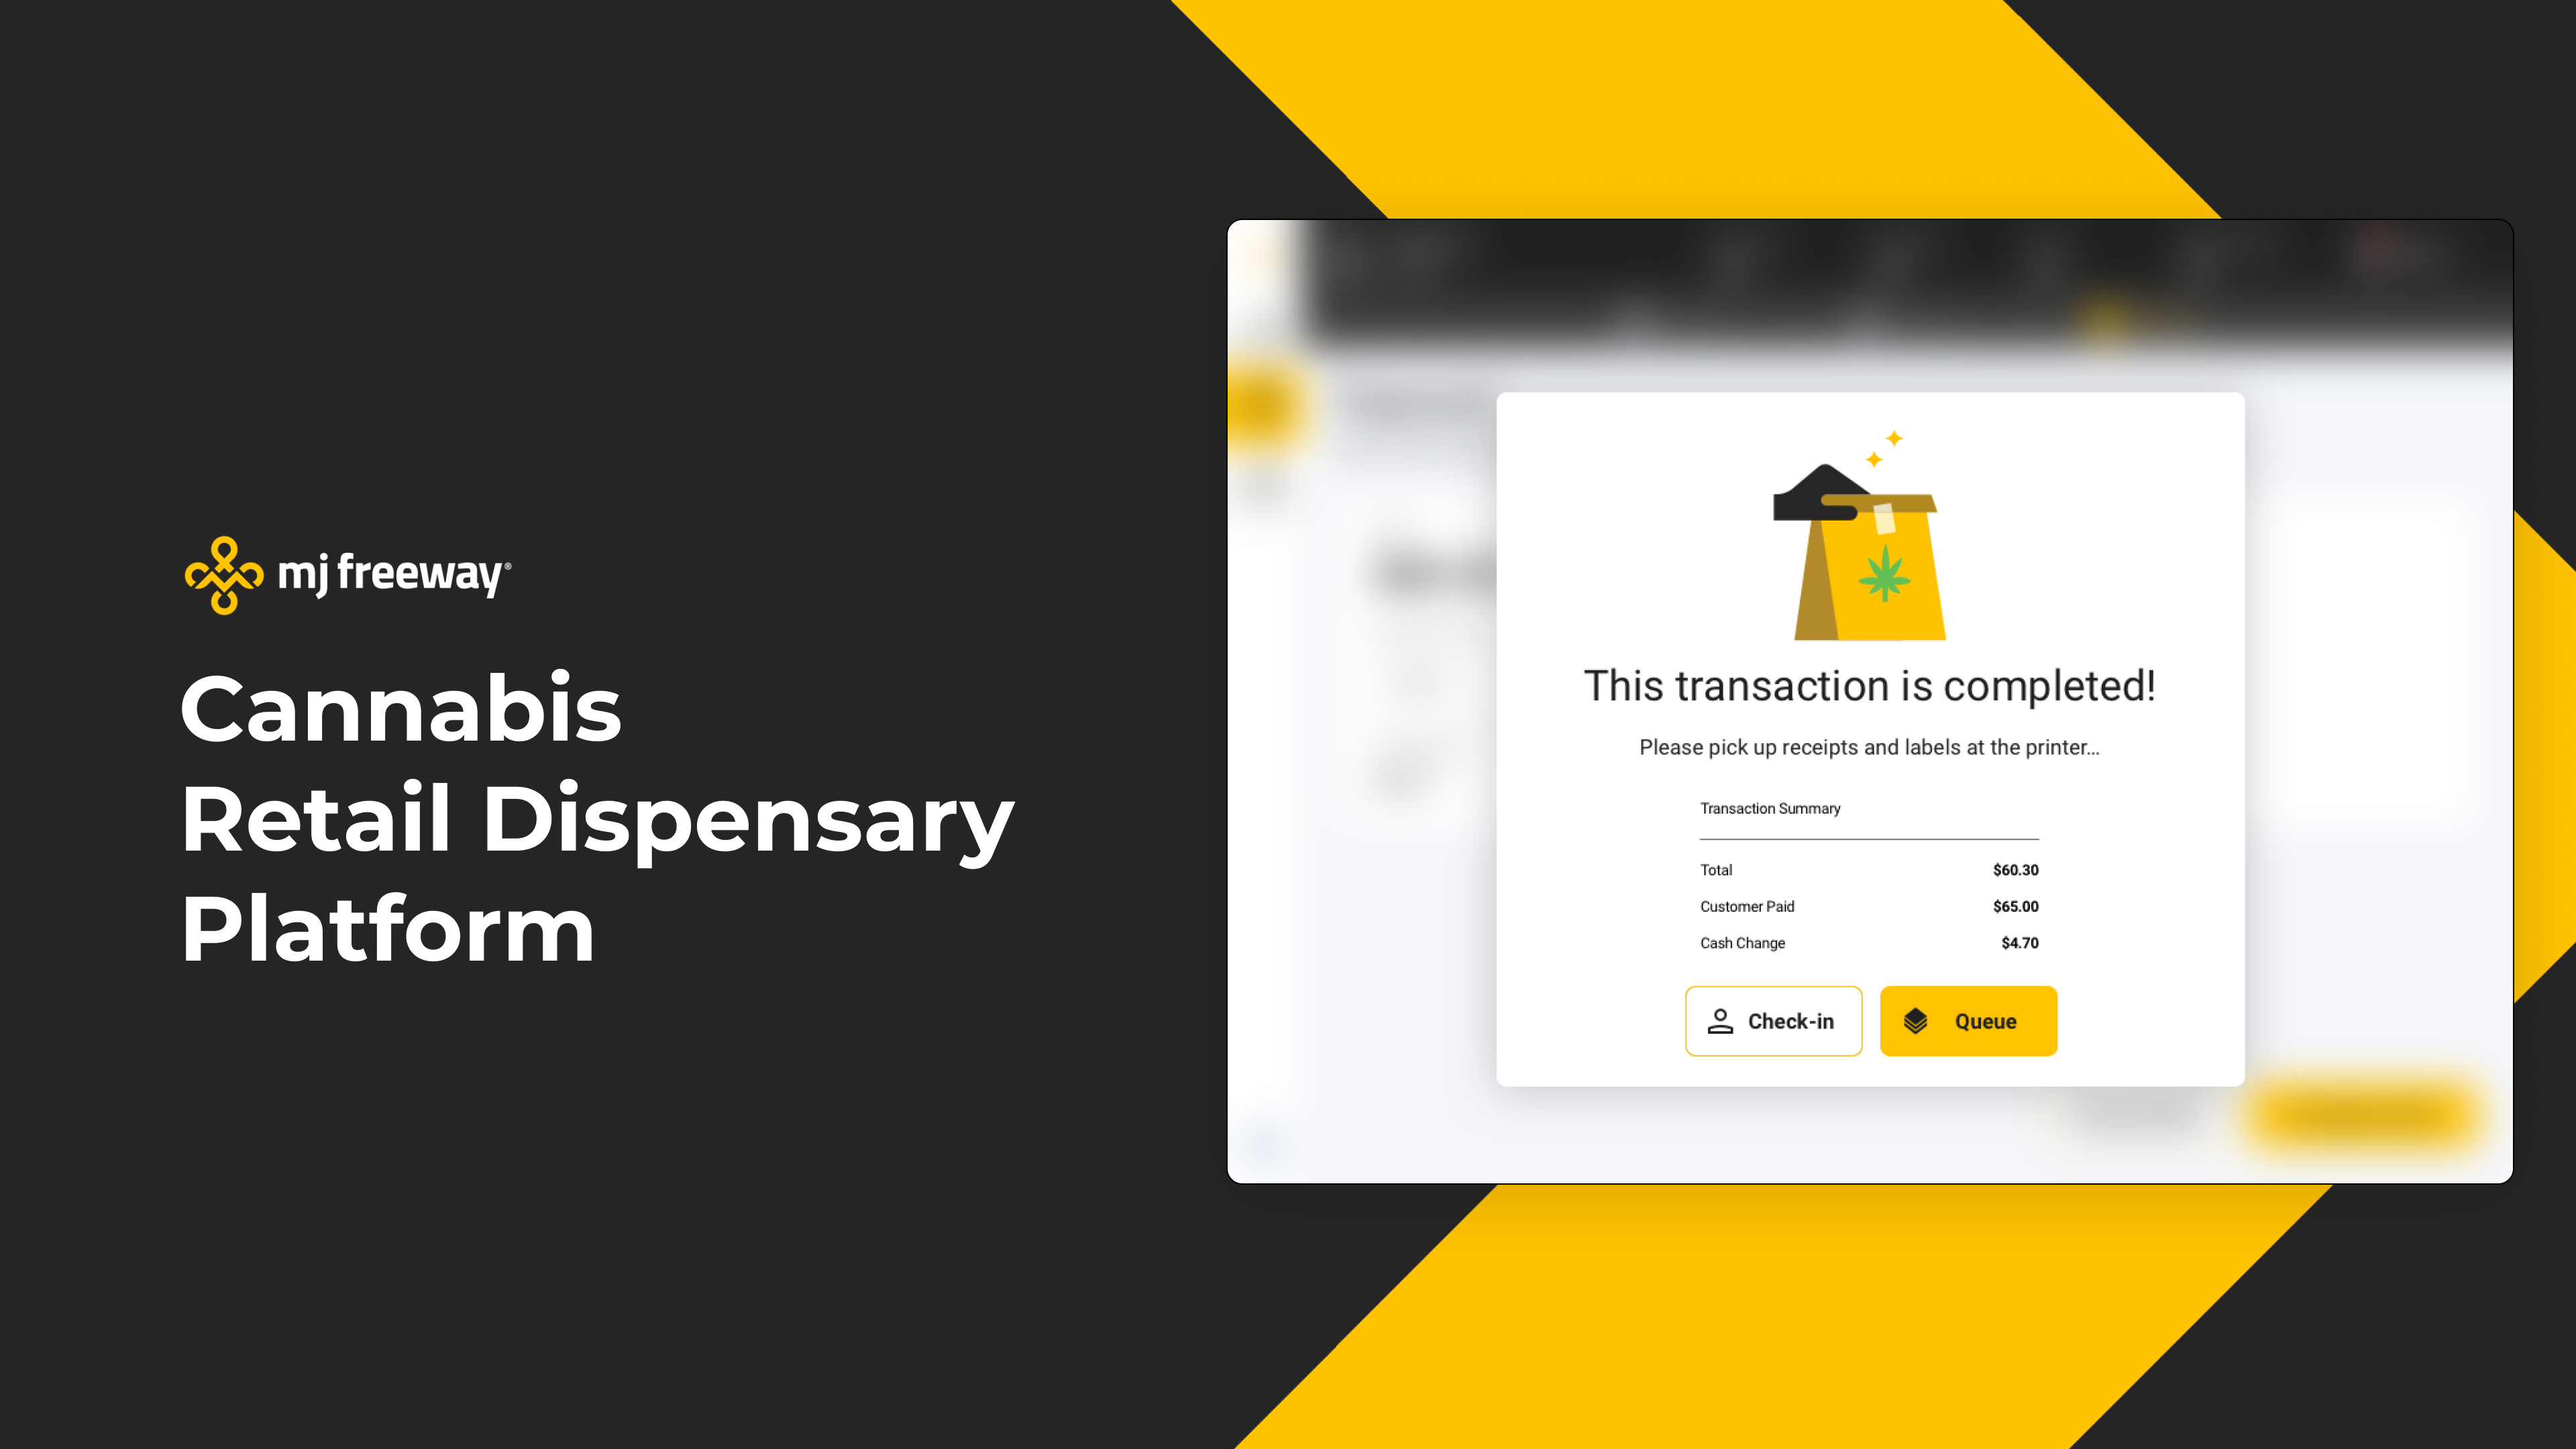 mj freeway®
Cannabis
Retail Dispensary
Platform
This transaction is completed!
Please pick up receipts and labels at the printer...
Transaction Summary
Total $60.30
Customer Paid $65.00
Cash Change $4.70
Check-in Queue